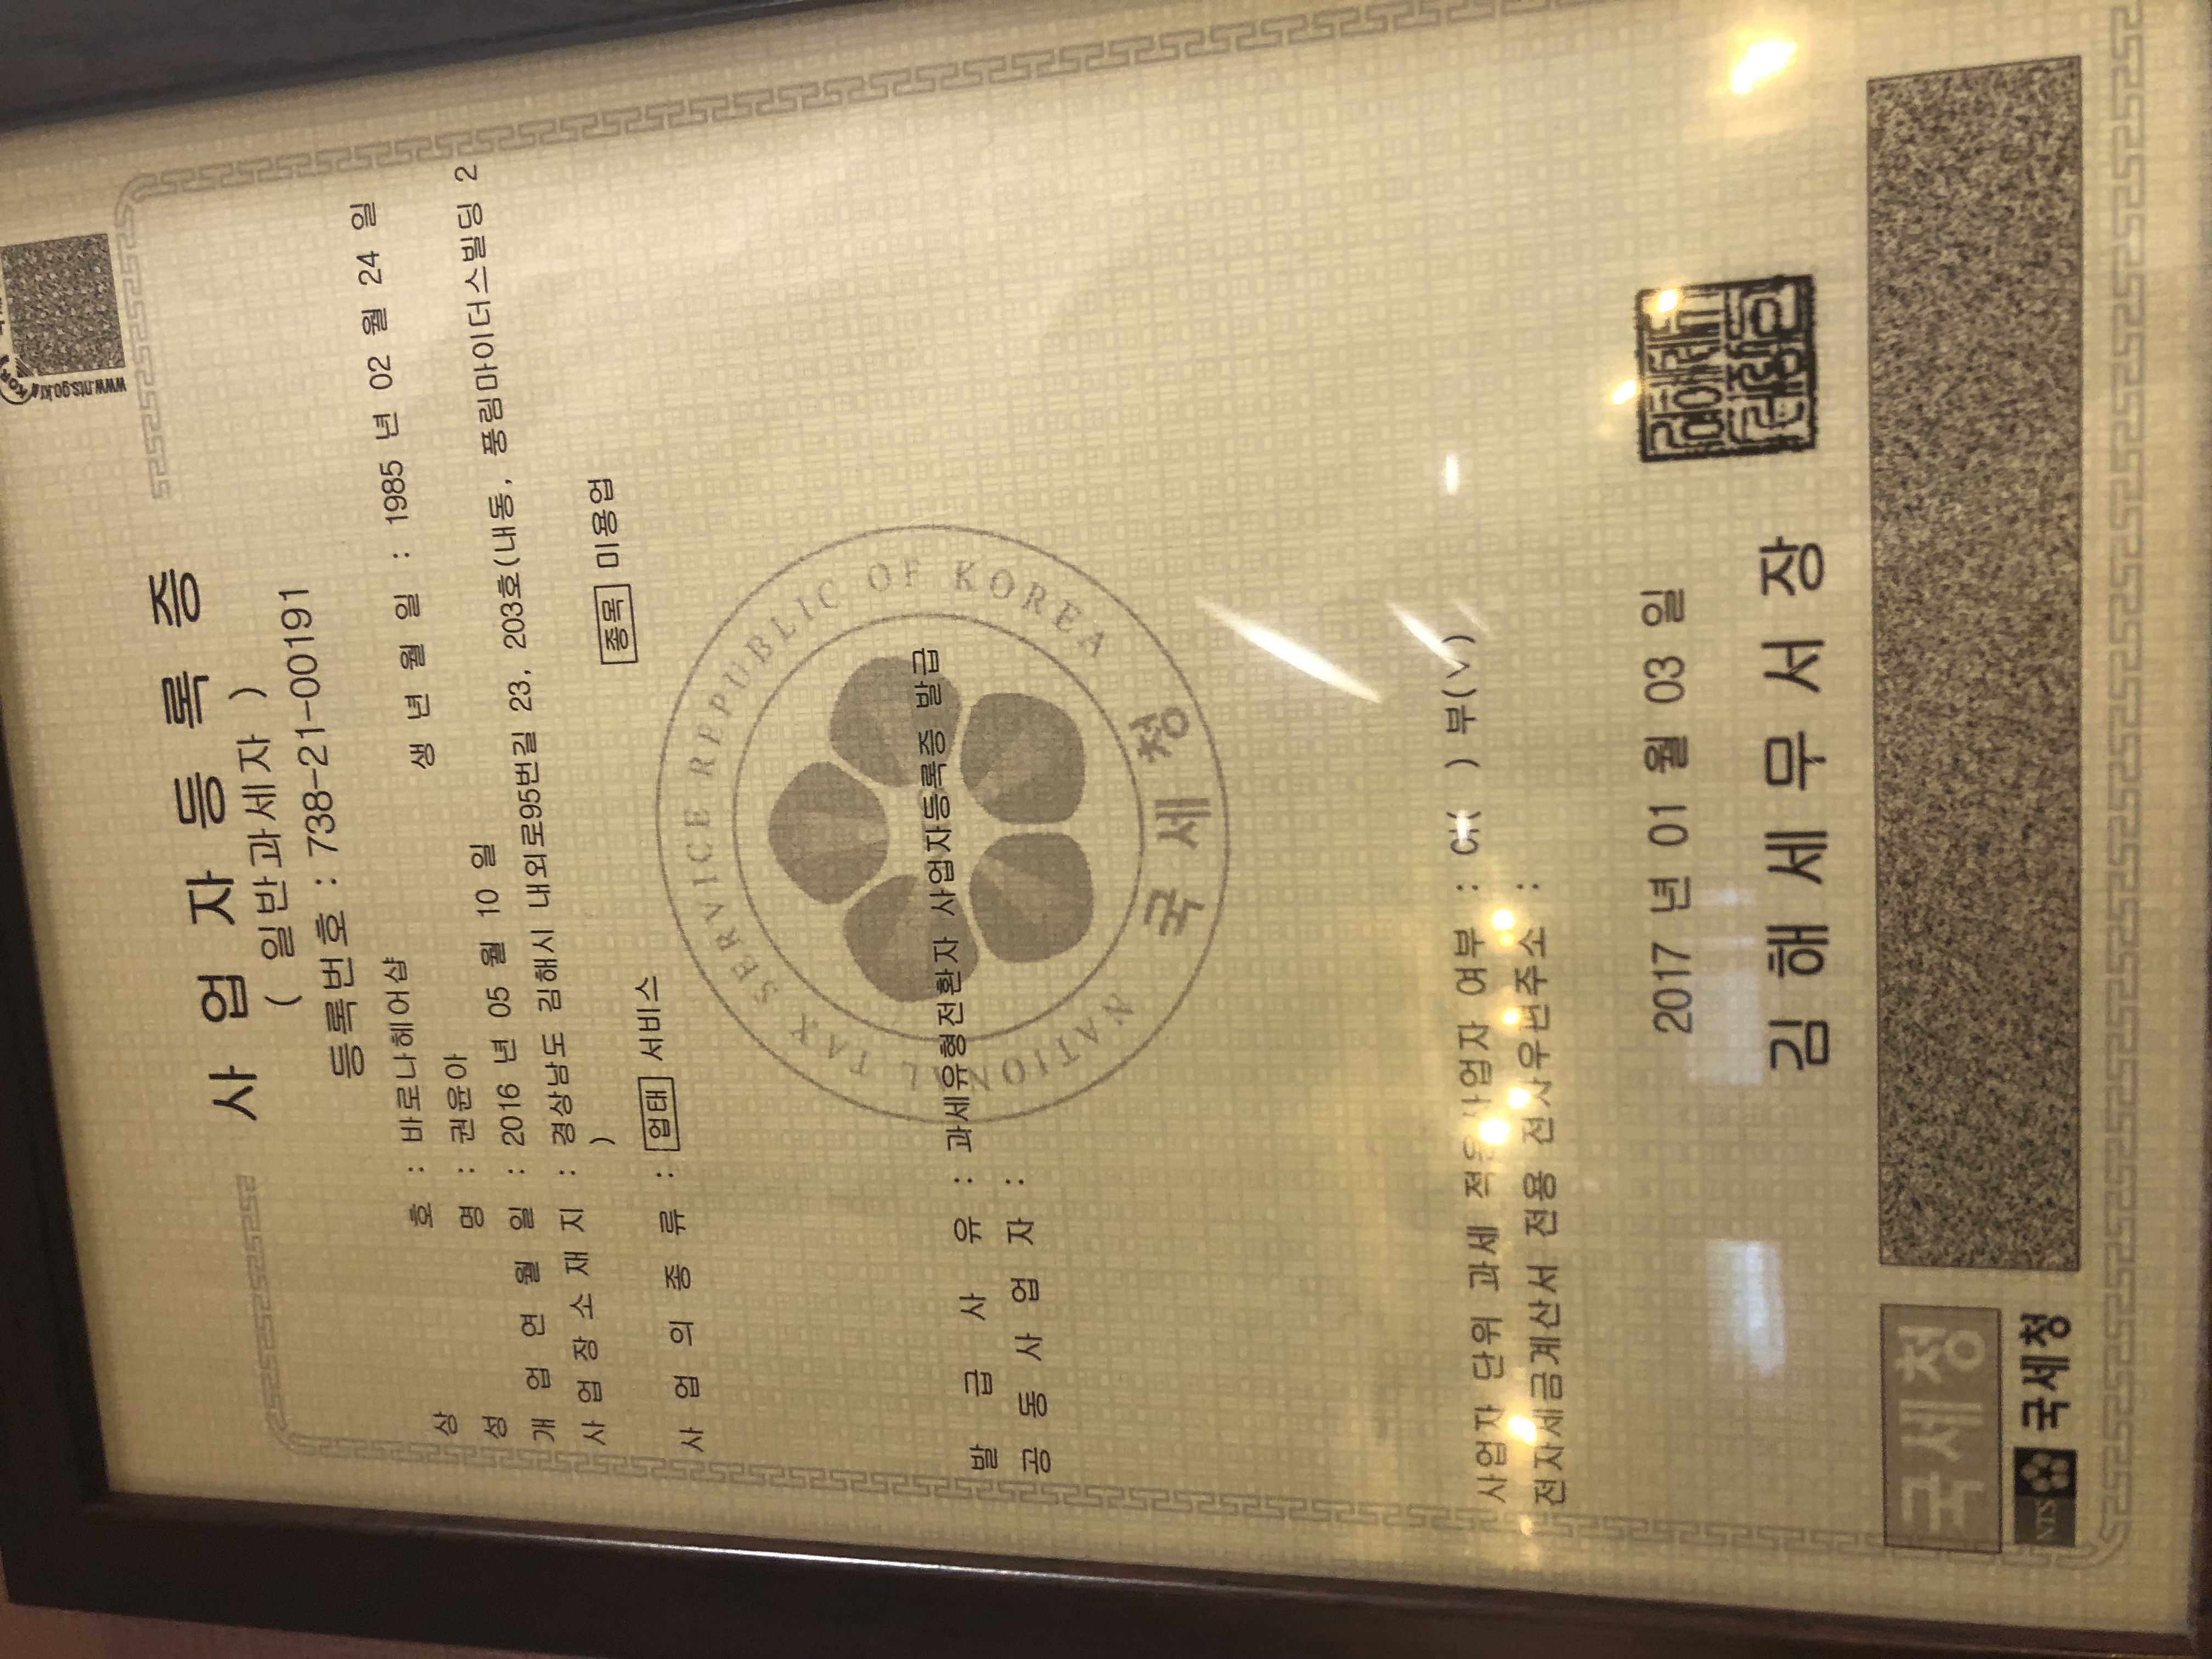 www.nts.go.kr
사업자등록증
( 일반과세자 )
등록번호 : 738-21-00191
상 호 : 바로나헤어샵
성 명 : 권윤아 생 년 월 일 : 1985 년 02 월 24 일
개 업 연 월 일 : 2016 년 05 월 10 일
사 업 장 소 재 지 : 경상남도 김해시 내외로95번길 23, 203호(내동, 풍림마이더스빌딩 2
)
사 업 의 종 류 : 업태 서비스 종목 미용업
NATIONAL TAX SERVICE REPUBLIC OF KOREA
국세청
발 급 사 유 : 과세유형전환자 사업자등록증 발급
공 동 사 업 자 :
사업자 단위 과세 적용사업자 여부 : 여( ) 부(∨)
전자세금계산서 전용 전자우편주소 :
2017 년 01 월 03 일
김 해 세 무 서 장
국세청
NTS 국세청